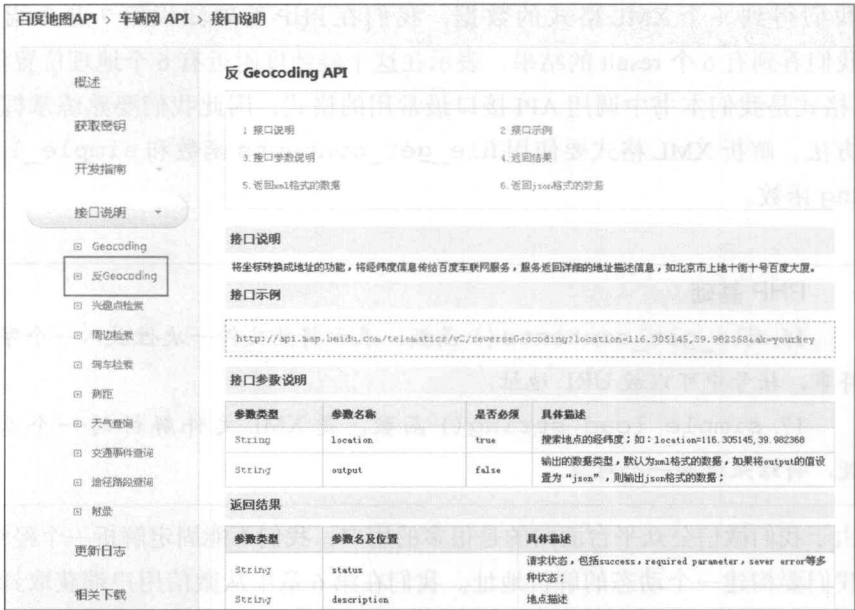 百度地图API > 车辆网 API > 接口说明
概述
获取密钥
开发指南
接口说明
Geocoding
反Geocoding
兴趣点检索
周边检索
驾车检索
测距
天气查询
交通事件查询
途径路段查询
附录
更新日志
相关下载
反 Geocoding API
1 接口说明
2 接口示例
3.接口参数说明
4.返回结果
5.返回xml格式的数据
6.返回json格式的数据
接口说明
将坐标转换成地址的功能,将经纬度信息传给百度车联网服务,服务返回详细的地址描述信息,如北京市上地十街十号百度大厦。
接口示例
http://api.map.baidu.com/telematics/v2/reverseGeocoding?location=116.305145,39.982368&ak=yourkey
接口参数说明
参数类型 参数名称 是否必须 具体描述
String location true 搜索地点的经纬度;如:location=116.305145,39.982368
String output false 输出的数据类型,默认为xml格式的数据,如果将output的值设
置为“json”,则输出json格式的数据;
返回结果
参数类型 参数名及位置 具体描述
String status 请求状态,包括success,required parameter,sever error等多
种状态;
String description 地点描述